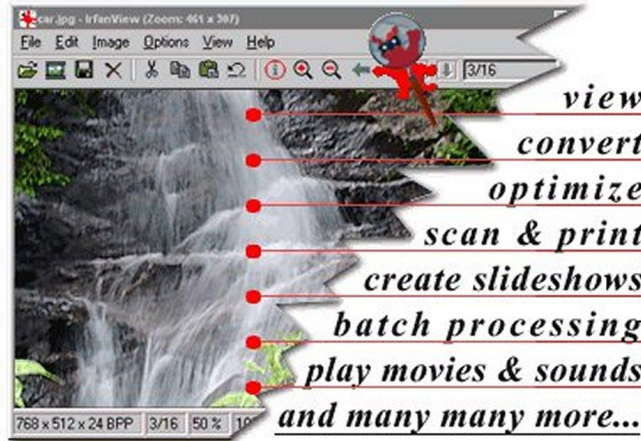 car.jpg - IrfanView (Zoom: 461 x 307)
File Edit Image Options View Help
3/16
view
convert
optimize
scan & print
create slideshows
batch processing
play movies & sounds
and many many more...
768 x 512 x 24 BPP 3/16 50 %